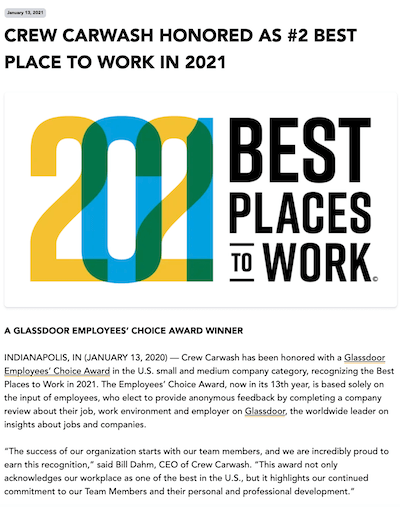 January 13, 2021
CREW CARWASH HONORED AS #2 BEST
PLACE TO WORK IN 2021
2021
BEST
PLACES
TO WORK©
A GLASSDOOR EMPLOYEES’ CHOICE AWARD WINNER
INDIANAPOLIS, IN (JANUARY 13, 2020) — Crew Carwash has been honored with a Glassdoor
Employees’ Choice Award in the U.S. small and medium company category, recognizing the Best
Places to Work in 2021. The Employees’ Choice Award, now in its 13th year, is based solely on
the input of employees, who elect to provide anonymous feedback by completing a company
review about their job, work environment and employer on Glassdoor, the worldwide leader on
insights about jobs and companies.
“The success of our organization starts with our team members, and we are incredibly proud to
earn this recognition,” said Bill Dahm, CEO of Crew Carwash. “This award not only
acknowledges our workplace as one of the best in the U.S., but it highlights our continued
commitment to our Team Members and their personal and professional development.”